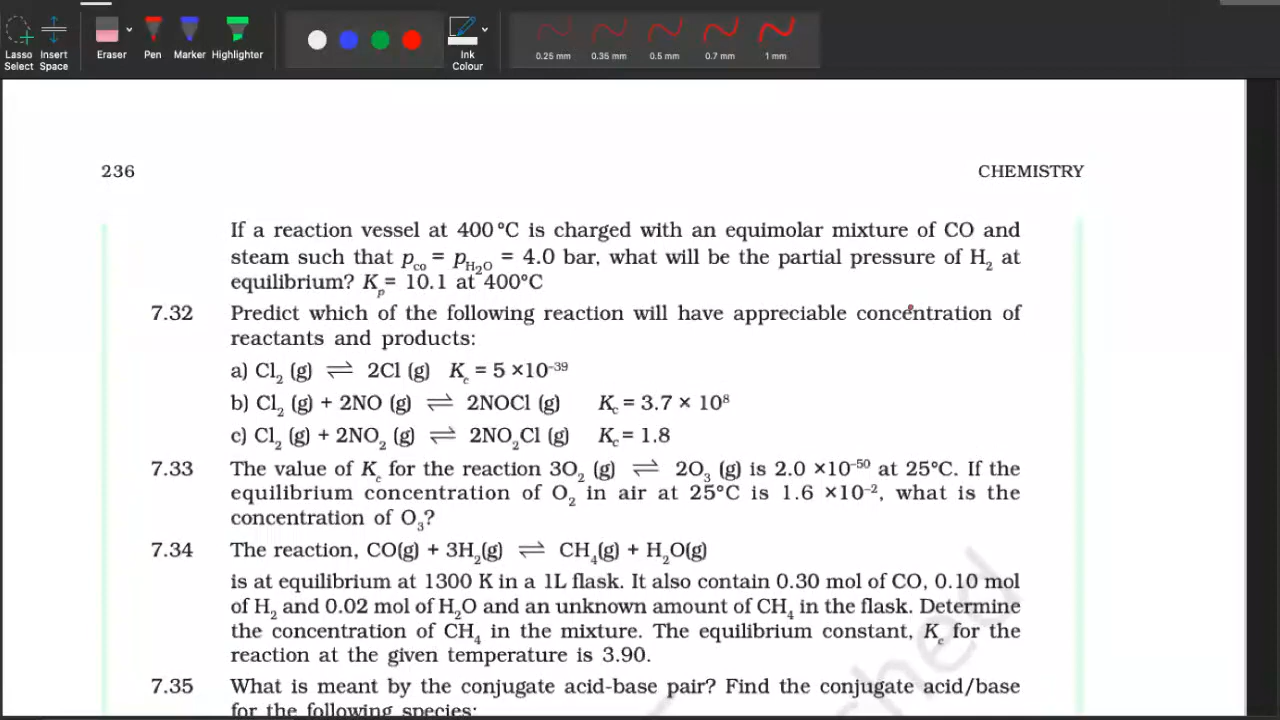 Lasso Select
Insert Space
Eraser
Pen
Marker
Highlighter
Ink Colour
0.25 mm
0.35 mm
0.5 mm
0.7 mm
1 mm
236
CHEMISTRY
If a reaction vessel at 400°C is charged with an equimolar mixture of CO and
steam such that p_co = p_H₂O = 4.0 bar, what will be the partial pressure of H₂ at
equilibrium? Kₚ= 10.1 at 400°C
7.32 Predict which of the following reaction will have appreciable concentration of
reactants and products:
a) Cl₂ (g) ⇌ 2Cl (g) K_c = 5 ×10⁻³⁹
b) Cl₂ (g) + 2NO (g) ⇌ 2NOCl (g) K_c = 3.7 × 10⁸
c) Cl₂ (g) + 2NO₂ (g) ⇌ 2NO₂Cl (g) K_c = 1.8
7.33 The value of K_c for the reaction 3O₂ (g) ⇌ 2O₃ (g) is 2.0 ×10⁻⁵⁰ at 25°C. If the
equilibrium concentration of O₂ in air at 25°C is 1.6 ×10⁻², what is the
concentration of O₃?
7.34 The reaction, CO(g) + 3H₂(g) ⇌ CH₄(g) + H₂O(g)
is at equilibrium at 1300 K in a 1L flask. It also contain 0.30 mol of CO, 0.10 mol
of H₂ and 0.02 mol of H₂O and an unknown amount of CH₄ in the flask. Determine
the concentration of CH₄ in the mixture. The equilibrium constant, K_c for the
reaction at the given temperature is 3.90.
7.35 What is meant by the conjugate acid-base pair? Find the conjugate acid/base
for the following species: